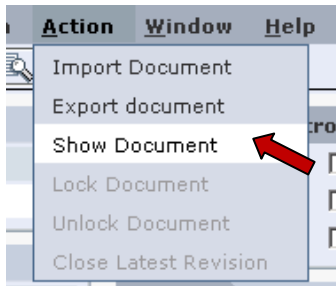 Action Window Help
Import Document
Export document
Show Document
Lock Document
Unlock Document
Close Latest Revision